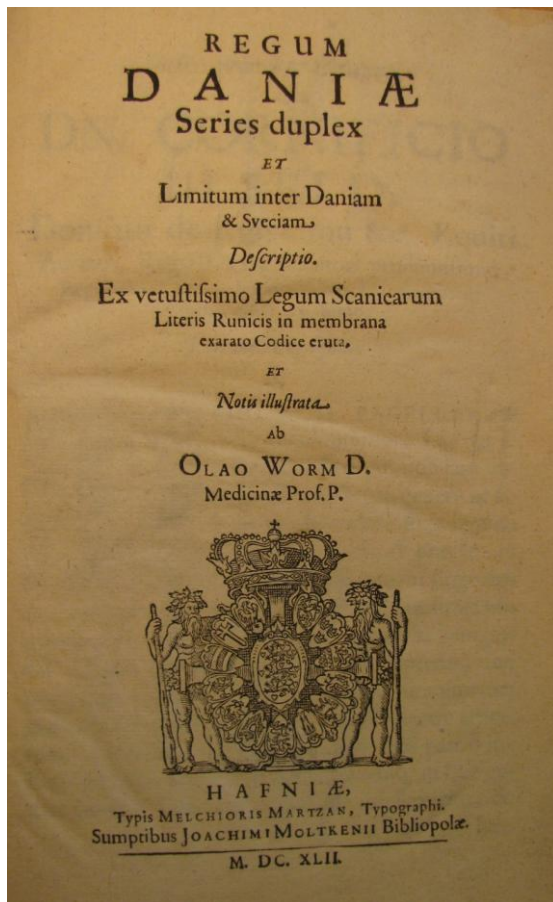 REGUM
DANIÆ
Series duplex
ET
Limitum inter Daniam
& Sveciam
Deſcriptio.
Ex vetuſtiſsimo Legum Scanicarum
Literis Runicis in membrana
exarato Codice eruta,
ET
Notis illuſtrata
Ab
OLAO WORM D.
Medicinæ Prof. P.
HAFNIÆ,
Typis MELCHIORIS MARTZAN, Typographi.
Sumptibus JOACHIMI MOLTKENII Bibliopolæ.
M. DC. XLII.